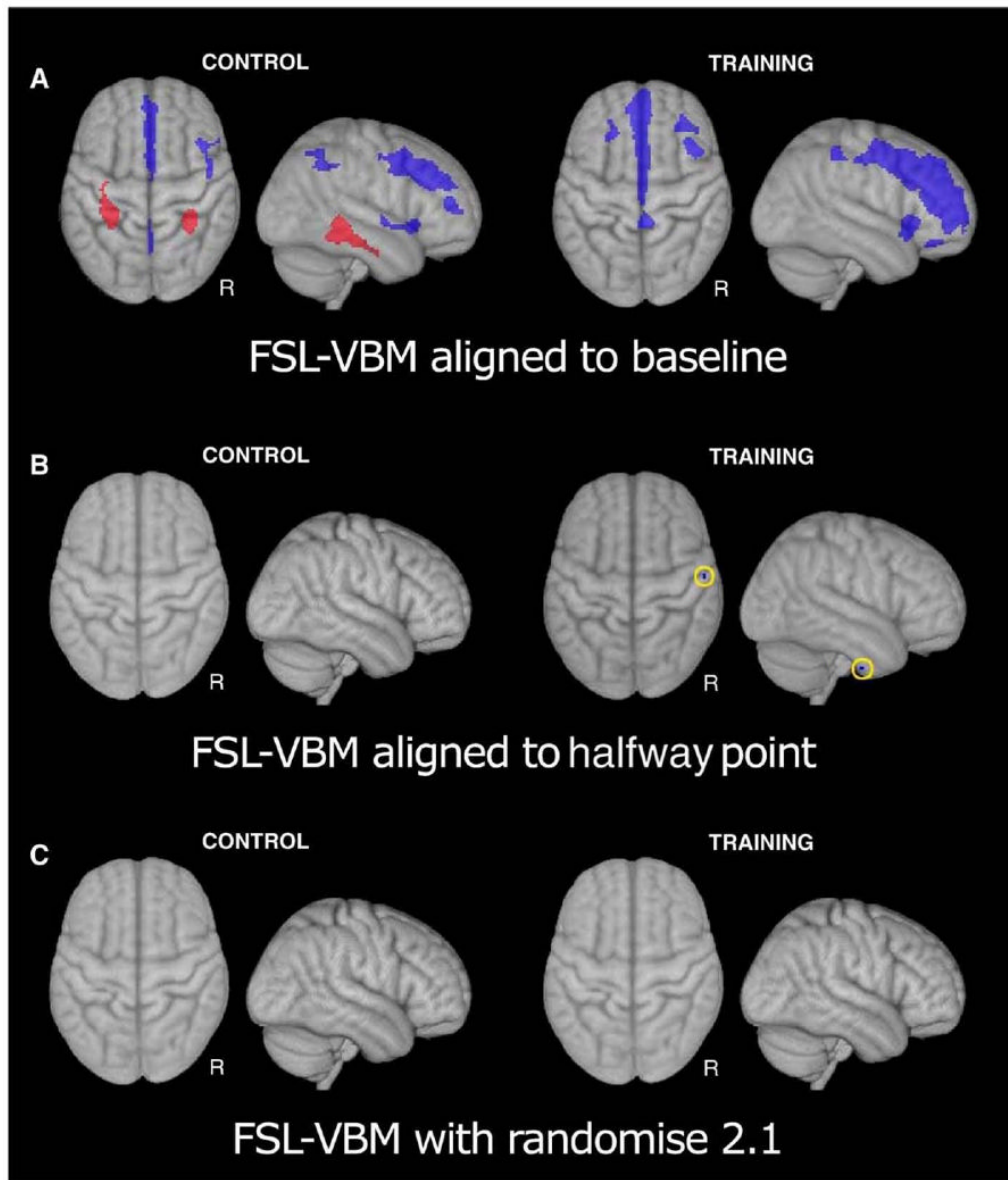 A CONTROL TRAINING
R R
FSL-VBM aligned to baseline
B CONTROL TRAINING
R R
FSL-VBM aligned to halfway point
C CONTROL TRAINING
R R
FSL-VBM with randomise 2.1